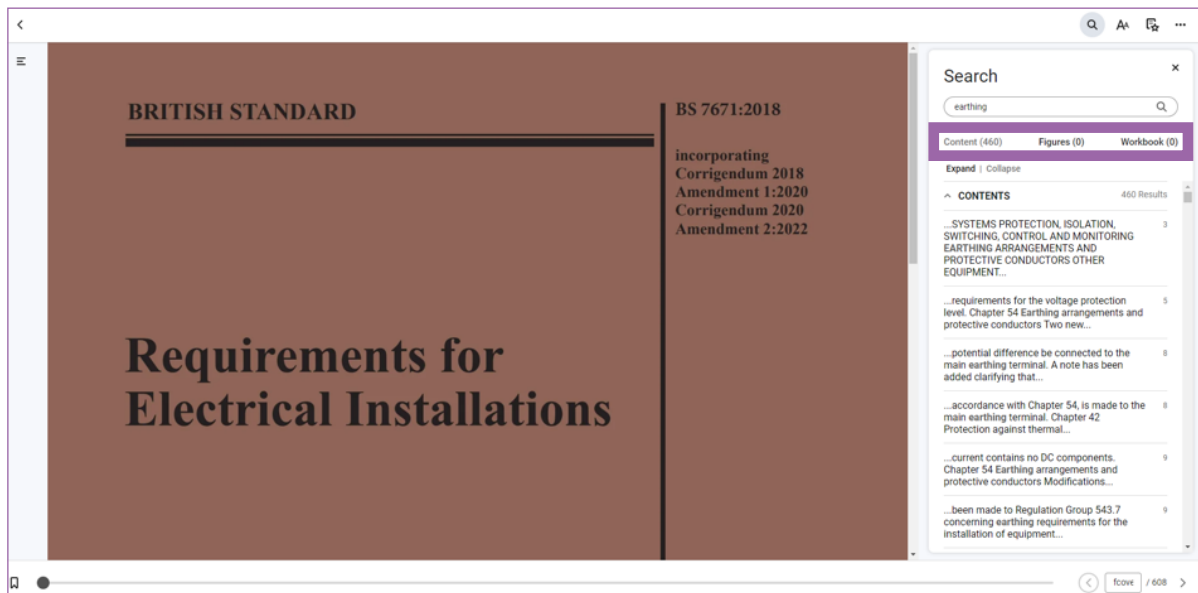 BRITISH STANDARD
BS 7671:2018
incorporating
Corrigendum 2018
Amendment 1:2020
Corrigendum 2020
Amendment 2:2022
Requirements for
Electrical Installations
Search
earthing
Content (460) Figures (0) Workbook (0)
Expand | Collapse
CONTENTS 460 Results
...SYSTEMS PROTECTION, ISOLATION, 3
SWITCHING, CONTROL AND MONITORING
EARTHING ARRANGEMENTS AND
PROTECTIVE CONDUCTORS OTHER
EQUIPMENT...
...requirements for the voltage protection 5
level. Chapter 54 Earthing arrangements and
protective conductors Two new...
...potential difference be connected to the 8
main earthing terminal. A note has been
added clarifying that...
...accordance with Chapter 54, is made to the 8
main earthing terminal. Chapter 42
Protection against thermal...
...current contains no DC components. 9
Chapter 54 Earthing arrangements and
protective conductors Modifications...
...been made to Regulation Group 543.7 9
concerning earthing requirements for the
installation of equipment...
fcove / 608